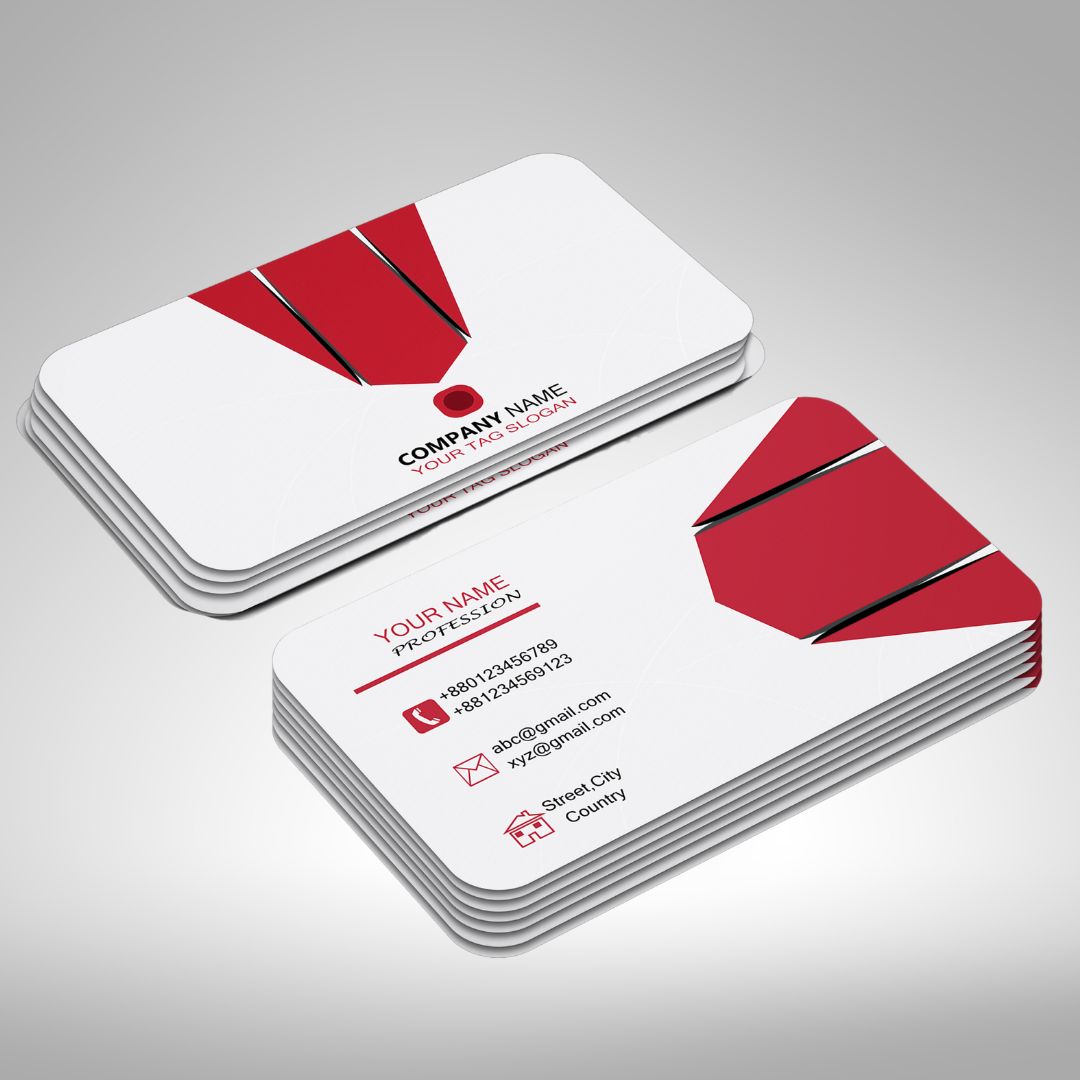 COMPANY NAME
YOUR TAG SLOGAN
YOUR TAG SLOGAN
YOUR NAME
PROFESSION
+880123456789
+881234569123
abc@gmail.com
xyz@gmail.com
Street,City
Country